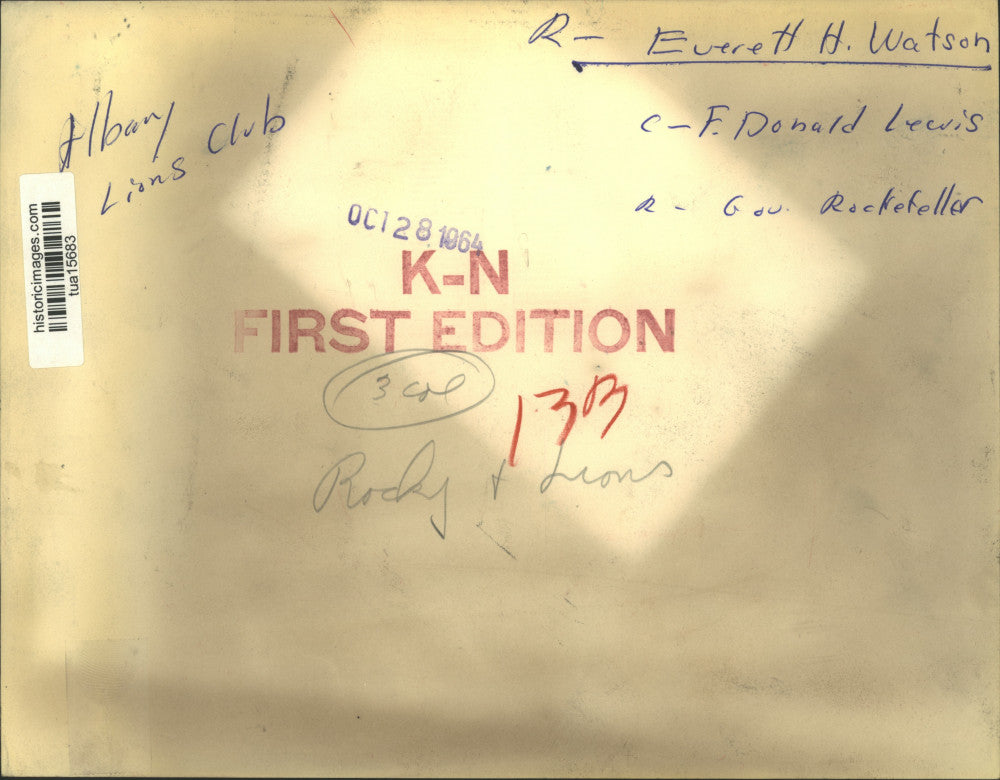 R- Everett H. Watson
Albany
Lions Club
C-F. Donald Lewis
R- Gov. Rockefeller
historicimages.com
tua15683
OCT 28 1964
K-N
FIRST EDITION
3 col
13B
Rocky + Lions